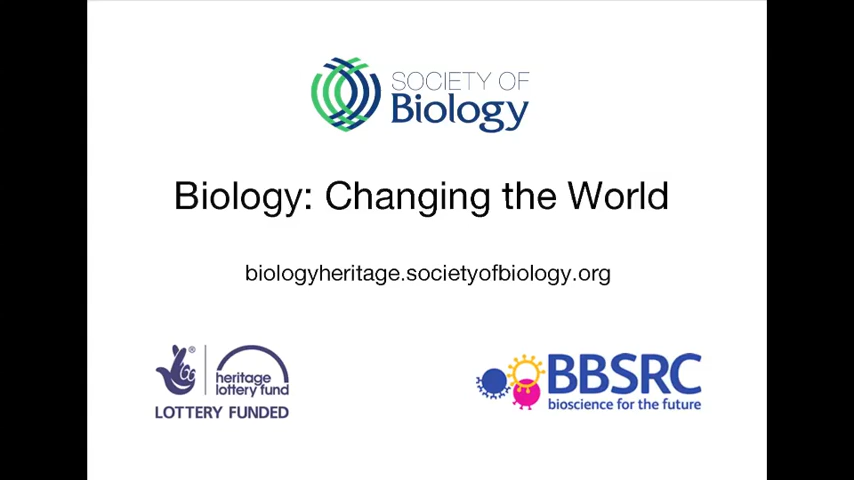 SOCIETY OF
Biology
Biology: Changing the World
biologyheritage.societyofbiology.org
®
heritage
lottery fund
LOTTERY FUNDED
BBSRC
bioscience for the future